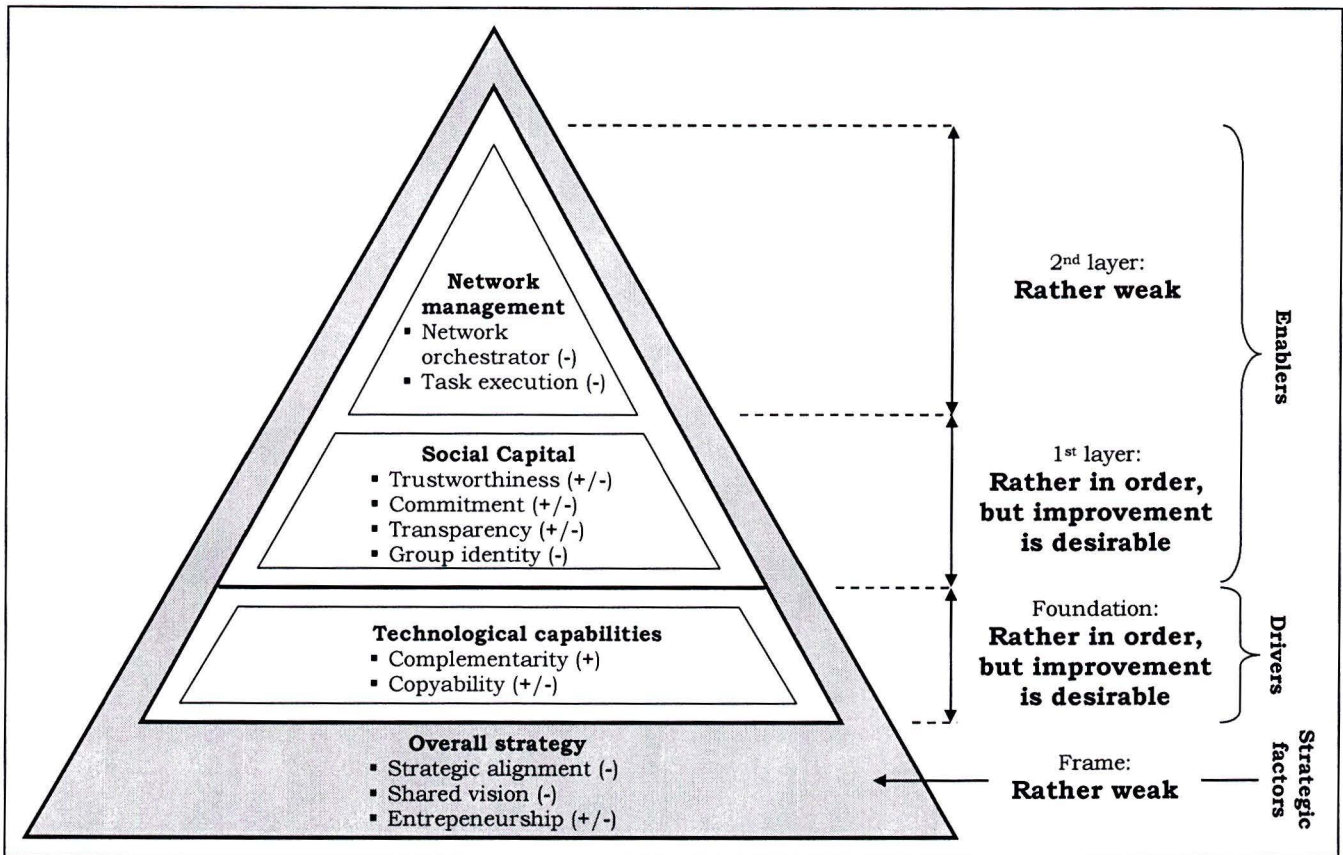 Network
management
▪ Network
orchestrator (-)
▪ Task execution (-)
Social Capital
▪ Trustworthiness (+/-)
▪ Commitment (+/-)
▪ Transparency (+/-)
▪ Group identity (-)
Technological capabilities
▪ Complementarity (+)
▪ Copyability (+/-)
Overall strategy
▪ Strategic alignment (-)
▪ Shared vision (-)
▪ Entrepeneurship (+/-)
2nd layer:
Rather weak
1st layer:
Rather in order,
but improvement
is desirable
Foundation:
Rather in order,
but improvement
is desirable
Frame:
Rather weak
Enablers
Drivers
Strategic
factors